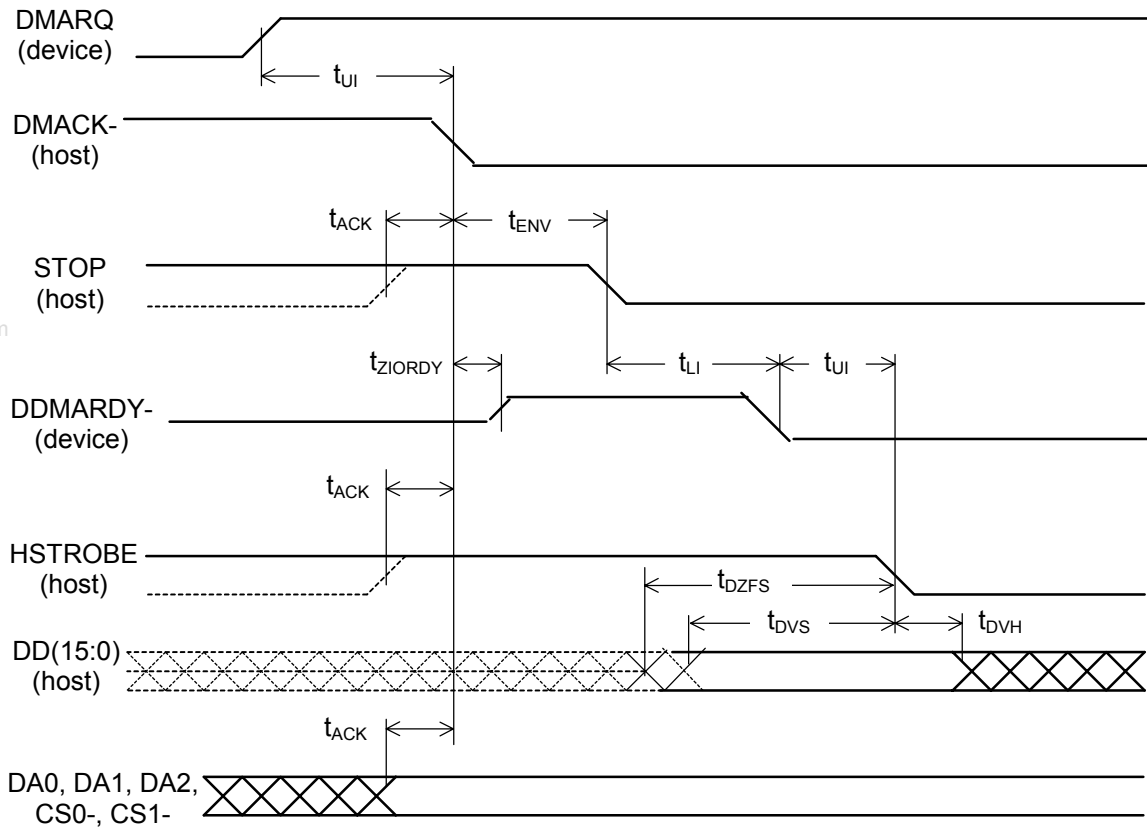 DMARQ
(device)
tUI
DMACK-
(host)
tACK
tENV
STOP
(host)
m
tZIORDY
tLI
tUI
DDMARDY-
(device)
tACK
HSTROBE
(host)
tDZFS
tDVS
tDVH
DD(15:0)
(host)
tACK
DA0, DA1, DA2,
CS0-, CS1-